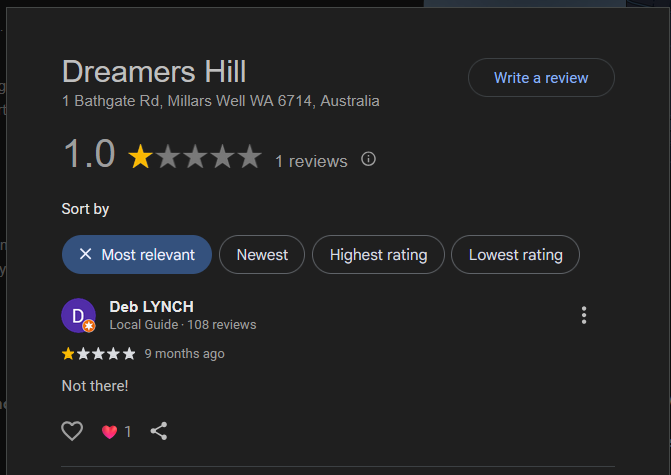 Dreamers Hill
Write a review
1 Bathgate Rd, Millars Well WA 6714, Australia
1.0
1 reviews
Sort by
Most relevant
Newest
Highest rating
Lowest rating
D
Deb LYNCH
Local Guide · 108 reviews
9 months ago
Not there!
1